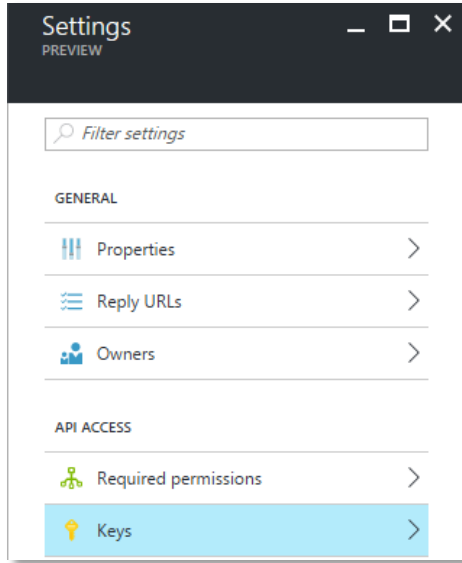 Settings
PREVIEW
Filter settings
GENERAL
Properties
Reply URLs
Owners
API ACCESS
Required permissions
Keys